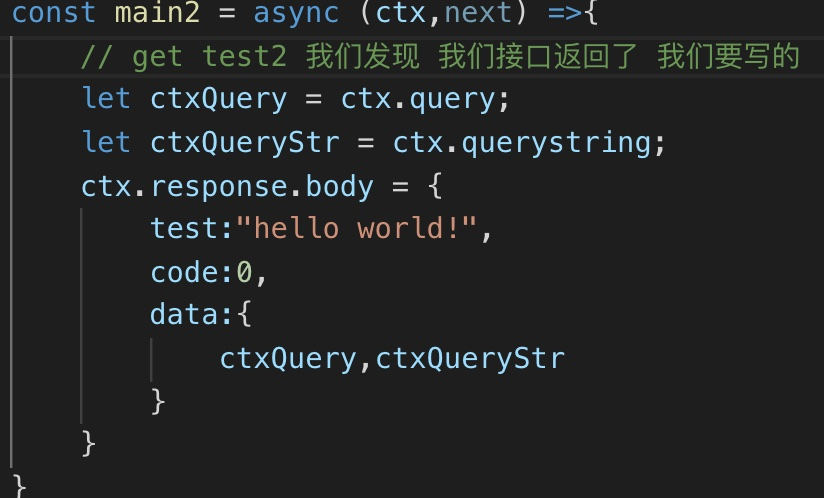 const main2 = async (ctx,next) =>{
// get test2 我们发现 我们接口返回了 我们要写的
let ctxQuery = ctx.query;
let ctxQueryStr = ctx.querystring;
ctx.response.body = {
test:"hello world!",
code:0,
data:{
ctxQuery,ctxQueryStr
}
}
}